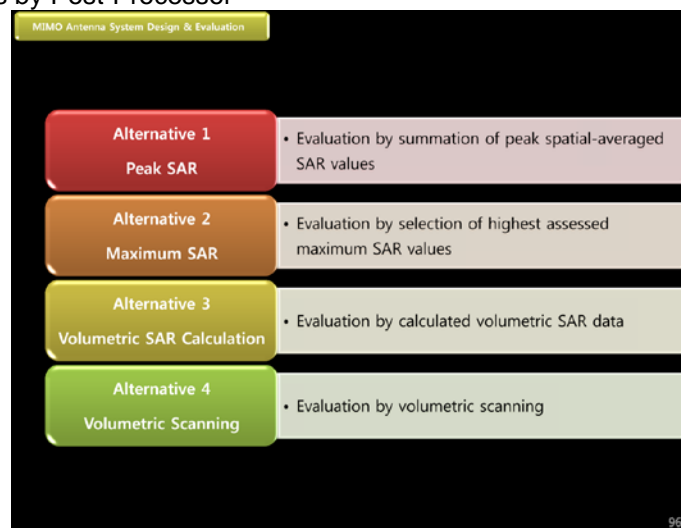 s by Post Processor
MIMO Antenna System Design & Evaluation
Alternative 1
Peak SAR
• Evaluation by summation of peak spatial-averaged
SAR values
Alternative 2
Maximum SAR
• Evaluation by selection of highest assessed
maximum SAR values
Alternative 3
Volumetric SAR Calculation
• Evaluation by calculated volumetric SAR data
Alternative 4
Volumetric Scanning
• Evaluation by volumetric scanning
96